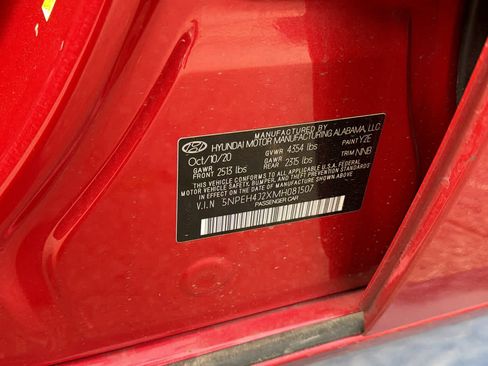 MANUFACTURED BY
HYUNDAI MOTOR MANUFACTURING ALABAMA, LLC
Oct/10/20 GVWR 4354 lbs PAINT Y2E
GAWR FRONT 2513 lbs GAWR REAR 2315 lbs TRIM NNB
THIS VEHICLE CONFORMS TO ALL APPLICABLE U.S.A. FEDERAL
MOTOR VEHICLE SAFETY, BUMPER, AND THEFT PREVENTION
STANDARDS IN EFFECT ON THE DATE OF MANUFACTURE
SHOWN ABOVE.
V.I.N 5NPEH4J2XMH081507
PASSENGER CAR